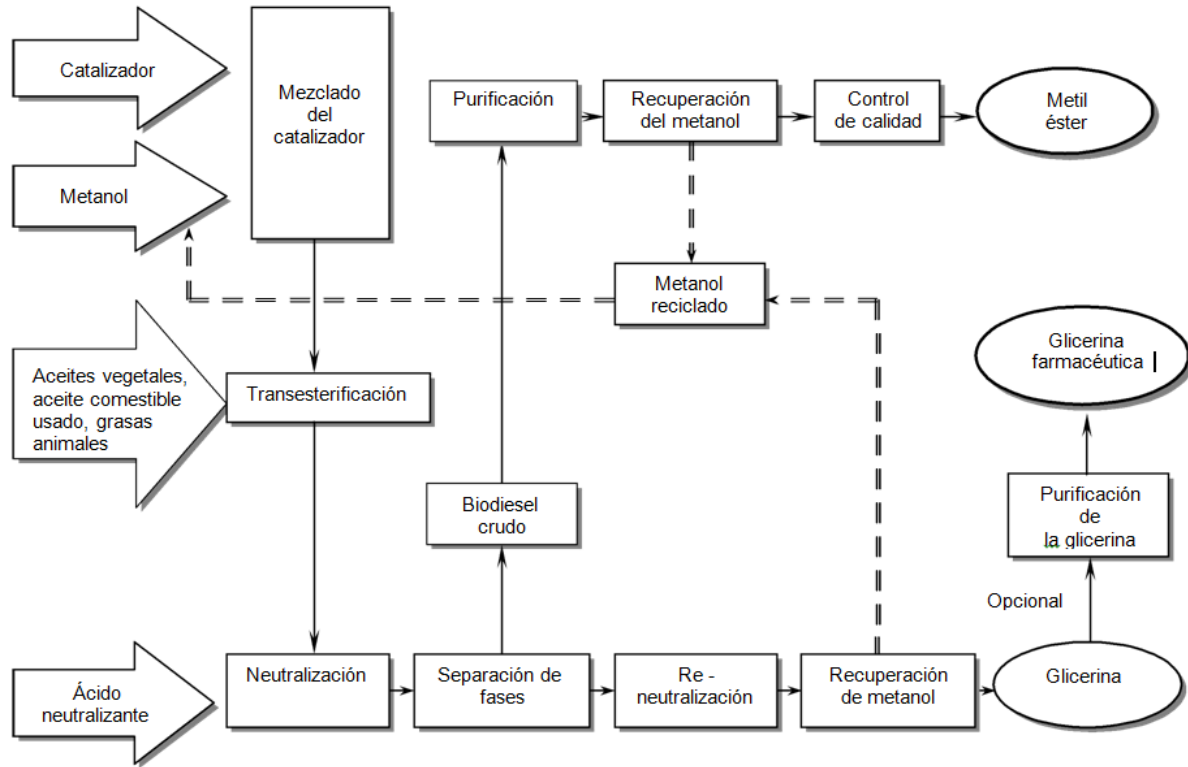 Catalizador
Mezclado
del
catalizador
Purificación
Recuperación
del metanol
Control
de calidad
Metil
éster
Metanol
Metanol
reciclado
Glicerina
farmacéutica
Aceites vegetales,
aceite comestible
usado, grasas
animales
Transesterificación
Biodiesel
crudo
Purificación
de
la glicerina
Opcional
Ácido
neutralizante
Neutralización
Separación de
fases
Re -
neutralización
Recuperación
de metanol
Glicerina